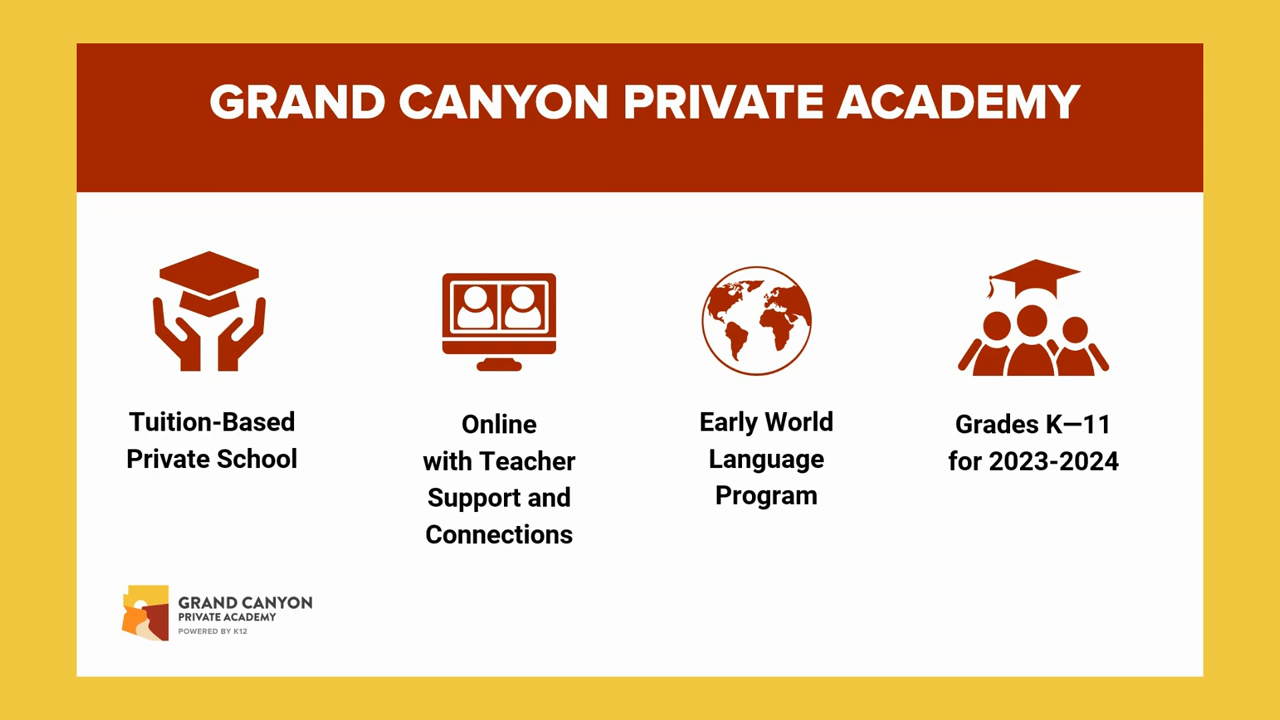 GRAND CANYON PRIVATE ACADEMY
Tuition-Based
Private School
Online
with Teacher
Support and
Connections
Early World
Language
Program
Grades K—11
for 2023-2024
GRAND CANYON
PRIVATE ACADEMY
POWERED BY K12